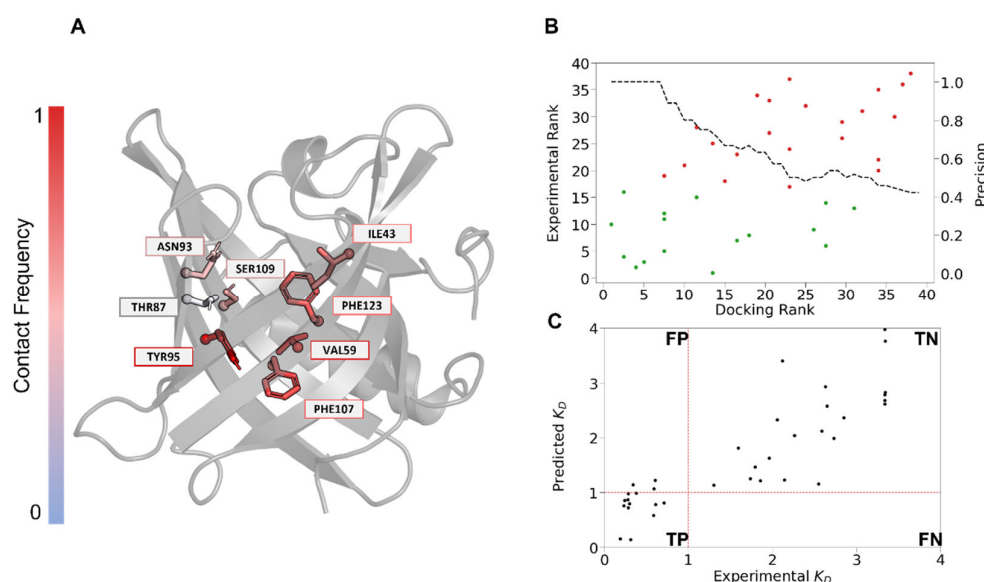 A
1
Contact Frequency
0
ASN93
SER109
ILE43
THR87
PHE123
TYR95
VAL59
PHE107
B
40
35
30
25
20
15
10
5
0
Experimental Rank
1.0
0.8
0.6
0.4
0.2
0.0
Precision
0 5 10 15 20 25 30 35 40
Docking Rank
C
4
3
2
1
0
Predicted K_D
FP
TN
TP
FN
0 1 2 3 4
Experimental K_D